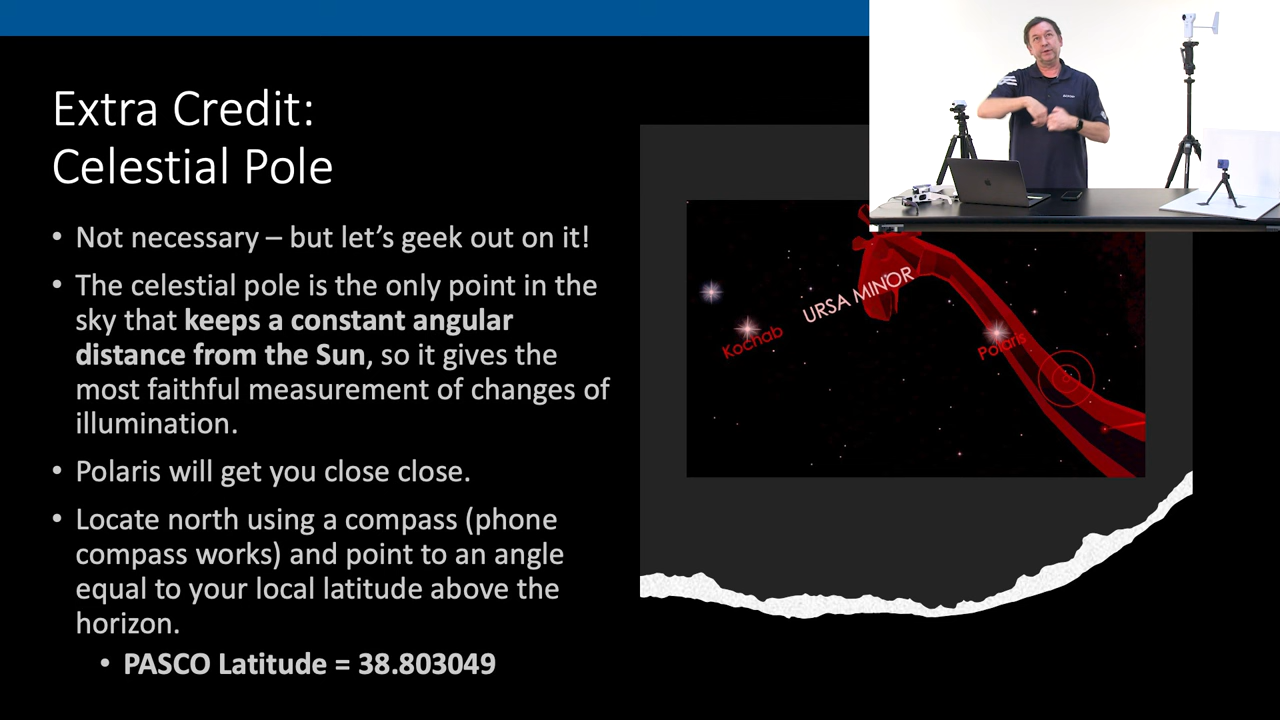 Extra Credit:
Celestial Pole
• Not necessary – but let’s geek out on it!
• The celestial pole is the only point in the
sky that keeps a constant angular
distance from the Sun, so it gives the
most faithful measurement of changes of
illumination.
• Polaris will get you close close.
• Locate north using a compass (phone
compass works) and point to an angle
equal to your local latitude above the
horizon.
• PASCO Latitude = 38.803049
URSA MINOR
Kochab
Polaris